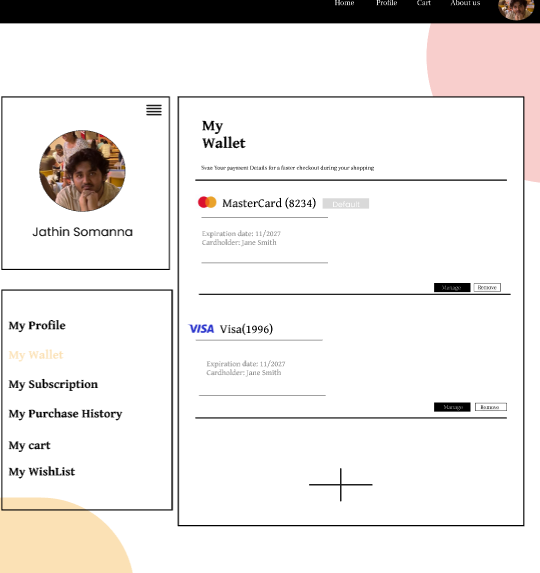 Home Profile Cart About us
Jathin Somanna
My Profile
My Wallet
My Subscription
My Purchase History
My cart
My WishList
My
Wallet
Svae Your payment Details for a faster checkout during your shopping
MasterCard (8234) Default
Expiration date: 11/2027
Cardholder: Jane Smith
Manage Remove
VISA Visa(1996)
Expiration date: 11/2027
Cardholder: Jane Smith
Manage Remove